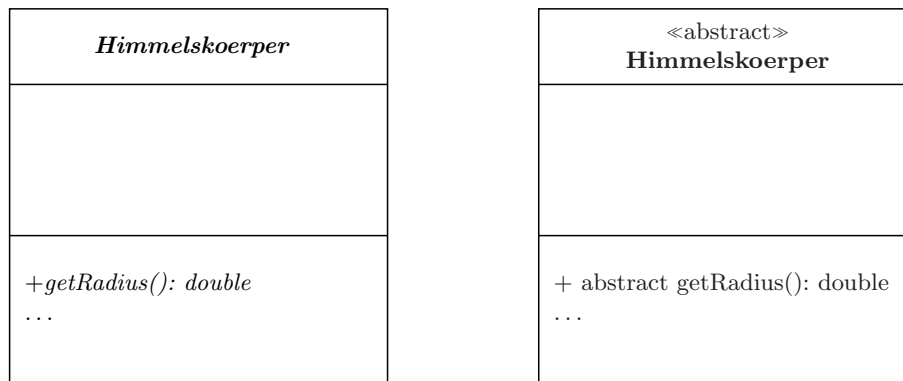 Himmelskoerper
+getRadius(): double
...
≪abstract≫
Himmelskoerper
+ abstract getRadius(): double
...